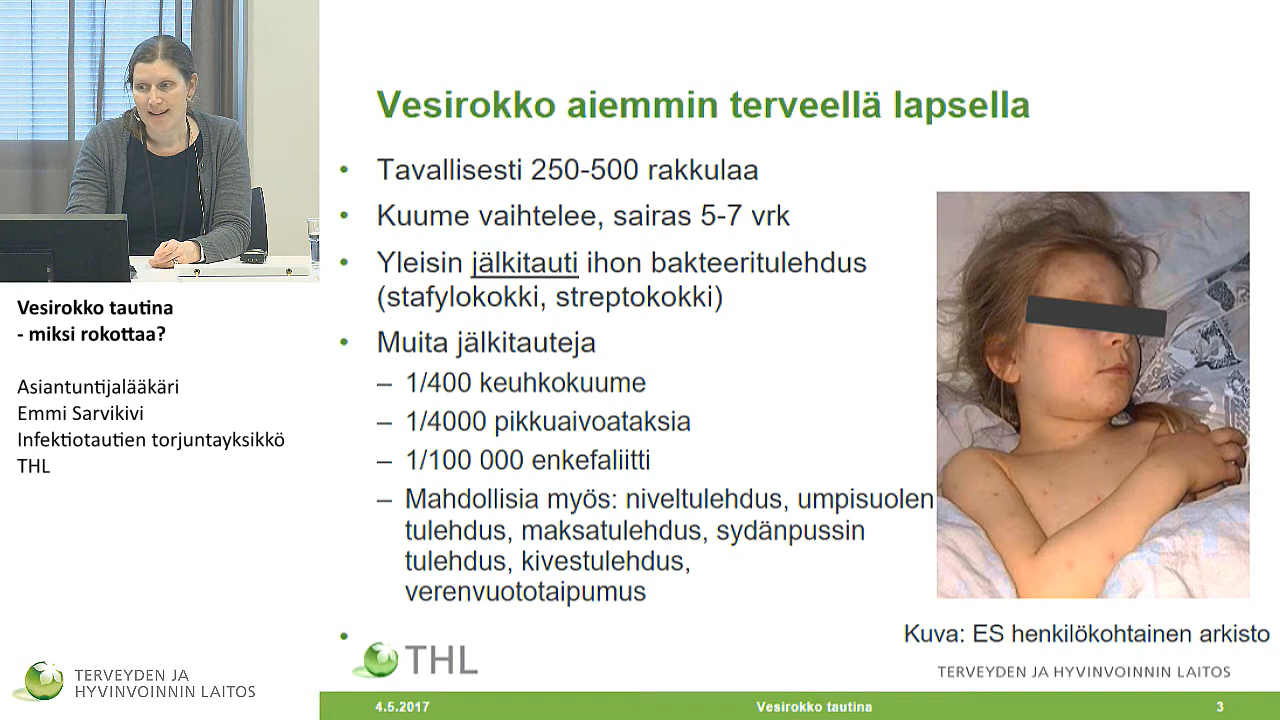 Vesirokko aiemmin terveellä lapsella
• Tavallisesti 250-500 rakkulaa
• Kuume vaihtelee, sairas 5-7 vrk
• Yleisin jälkitauti ihon bakteeritulehdus
(stafylokokki, streptokokki)
• Muita jälkitauteja
– 1/400 keuhkokuume
– 1/4000 pikkuaivoataksia
– 1/100 000 enkefaliitti
– Mahdollisia myös: niveltulehdus, umpisuolen
tulehdus, maksatulehdus, sydänpussin
tulehdus, kivestulehdus,
verenvuototaipumus
•
Kuva: ES henkilökohtainen arkisto
THL
TERVEYDEN JA HYVINVOINNIN LAITOS
4.5.2017
Vesirokko tautina
3
Vesirokko tautina
- miksi rokottaa?
Asiantuntijalääkäri
Emmi Sarvikivi
Infektiotautien torjuntayksikkö
THL
TERVEYDEN JA
HYVINVOINNIN LAITOS